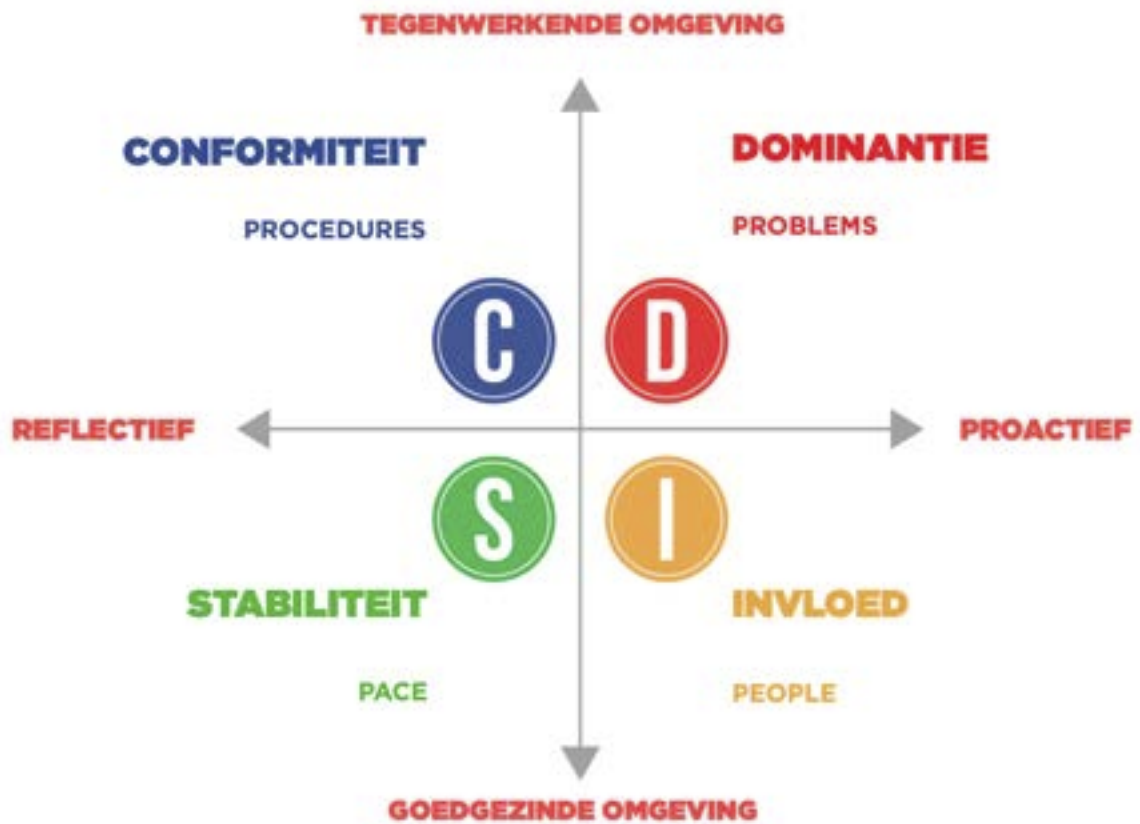 TEGENWERKENDE OMGEVING
CONFORMITEIT
PROCEDURES
DOMINANTIE
PROBLEMS
C
D
REFLECTIEF
PROACTIEF
S
I
STABILITEIT
PACE
INVLOED
PEOPLE
GOEDGEZINDE OMGEVING